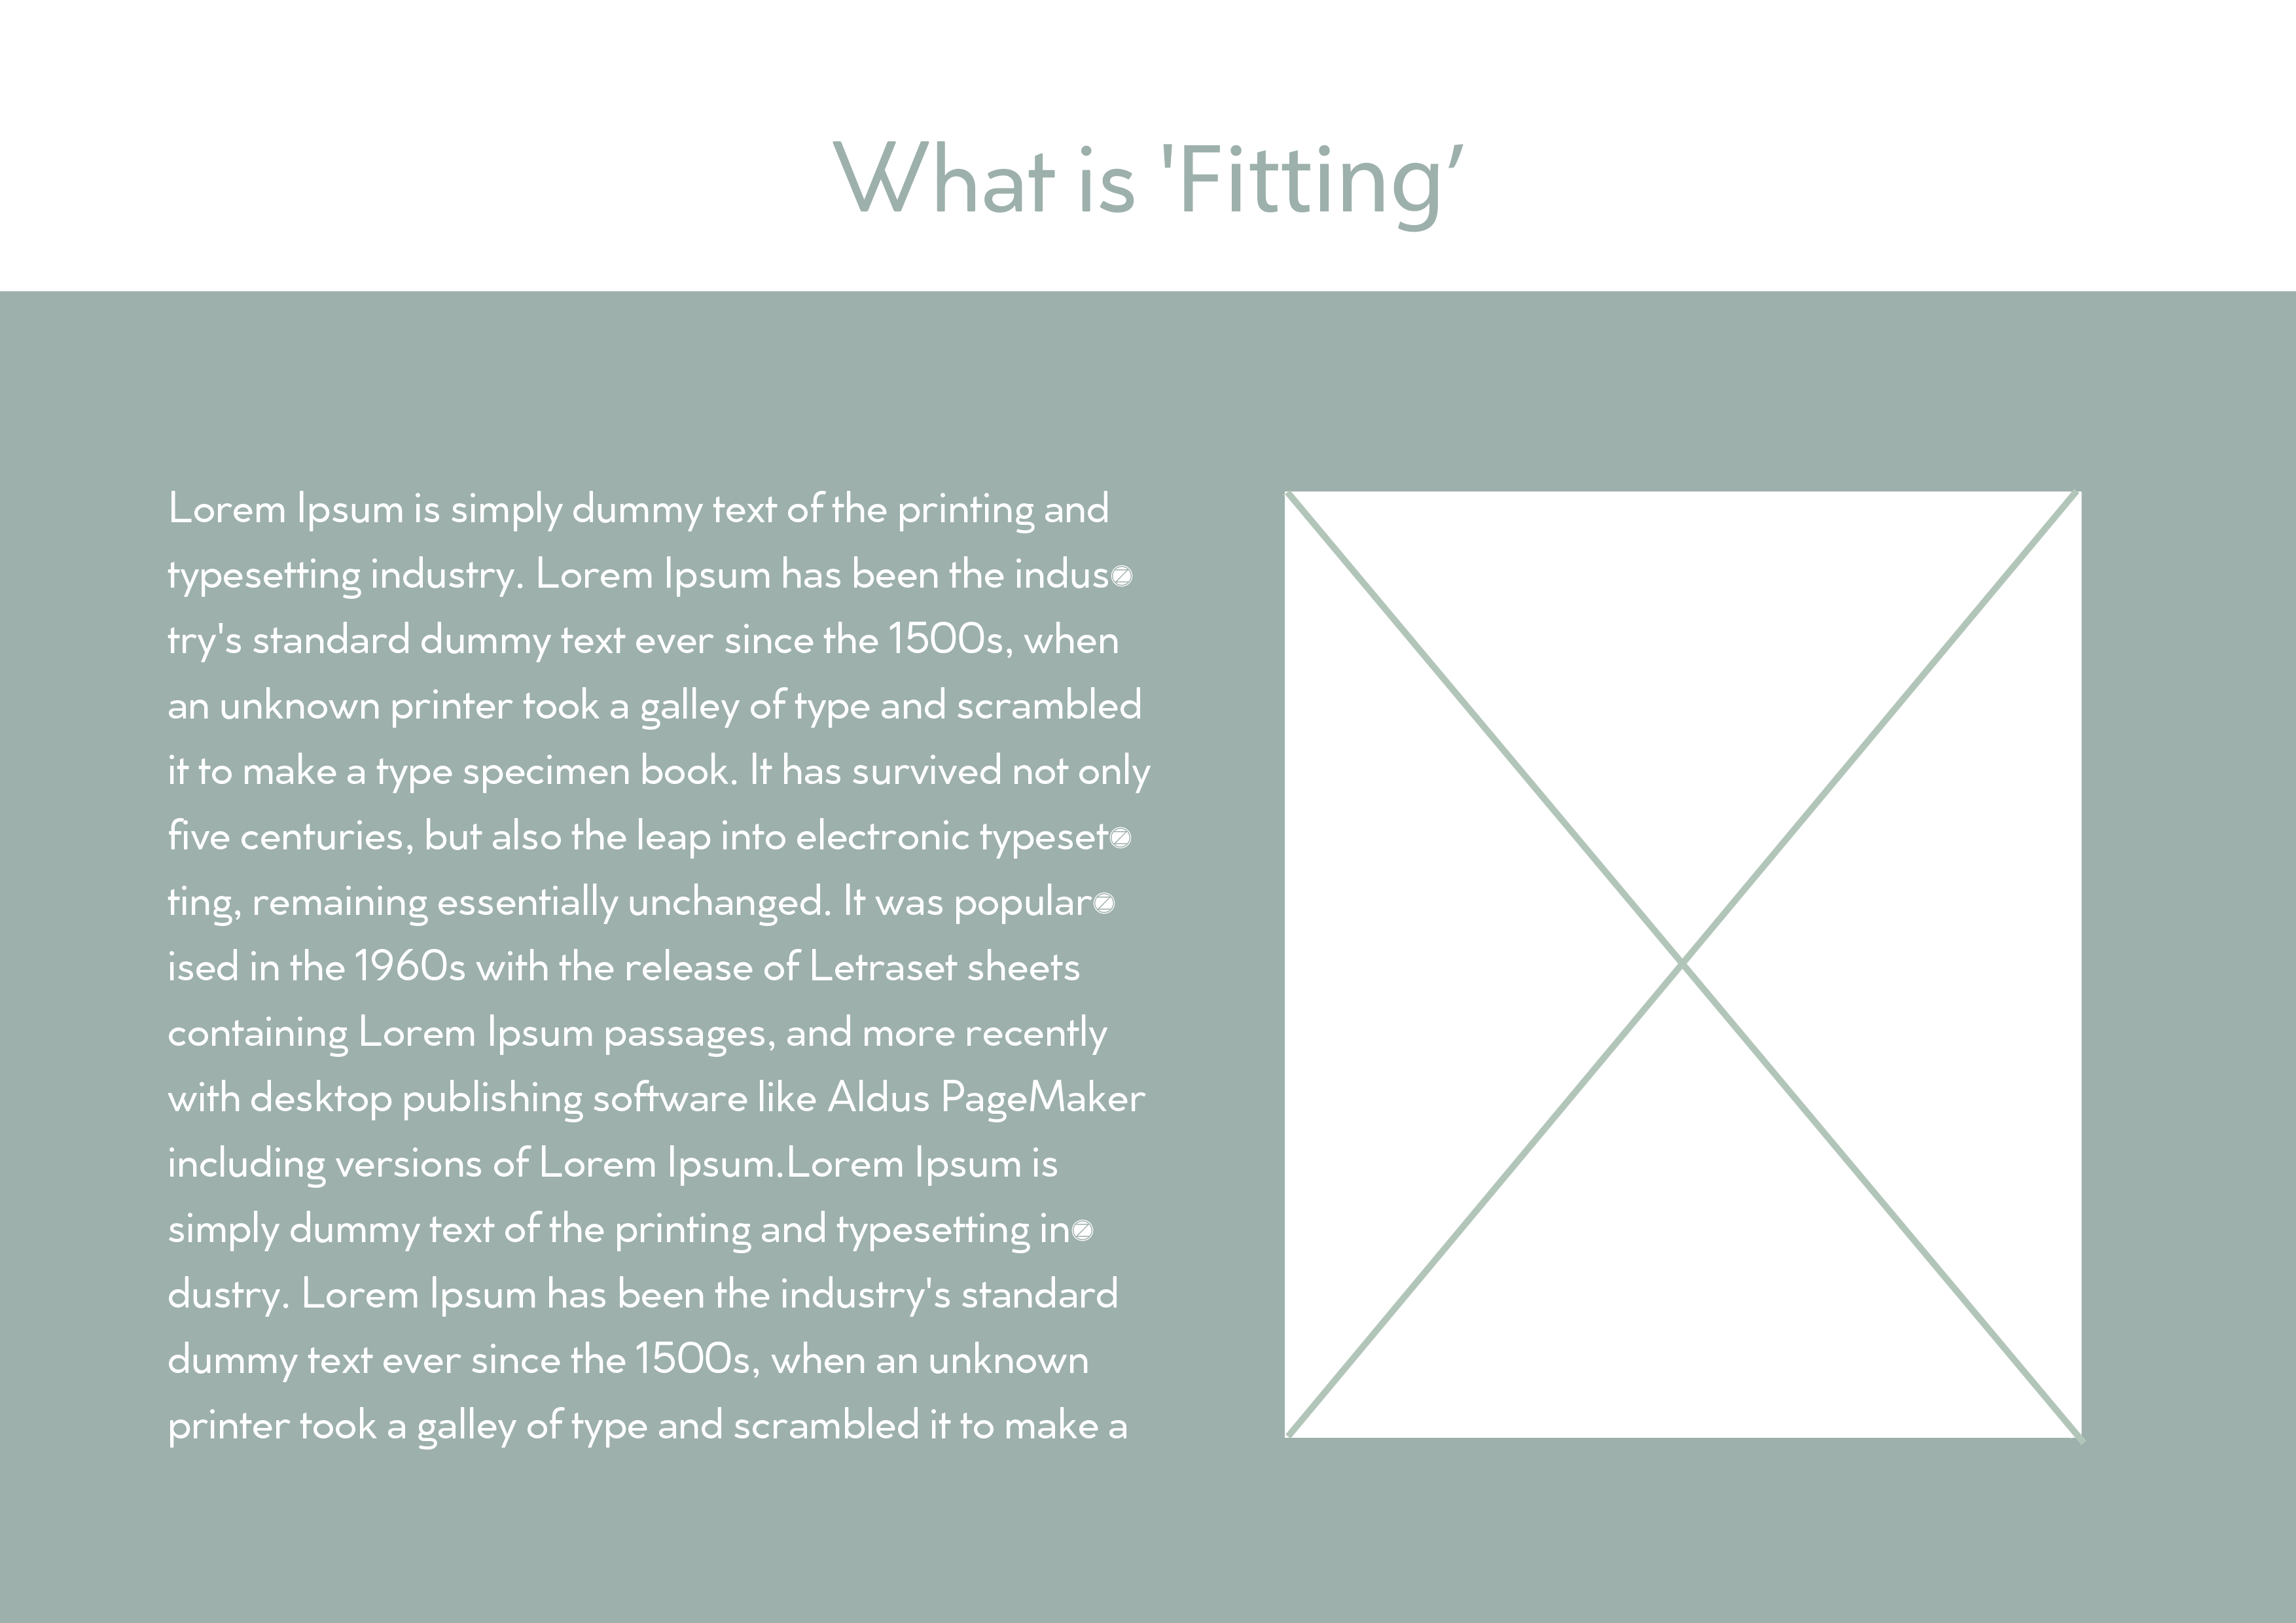 What is 'Fitting’
Lorem Ipsum is simply dummy text of the printing and
typesetting industry. Lorem Ipsum has been the indus
try's standard dummy text ever since the 1500s, when
an unknown printer took a galley of type and scrambled
it to make a type specimen book. It has survived not only
five centuries, but also the leap into electronic typeset
ting, remaining essentially unchanged. It was popular
ised in the 1960s with the release of Letraset sheets
containing Lorem Ipsum passages, and more recently
with desktop publishing software like Aldus PageMaker
including versions of Lorem Ipsum.Lorem Ipsum is
simply dummy text of the printing and typesetting in
dustry. Lorem Ipsum has been the industry's standard
dummy text ever since the 1500s, when an unknown
printer took a galley of type and scrambled it to make a